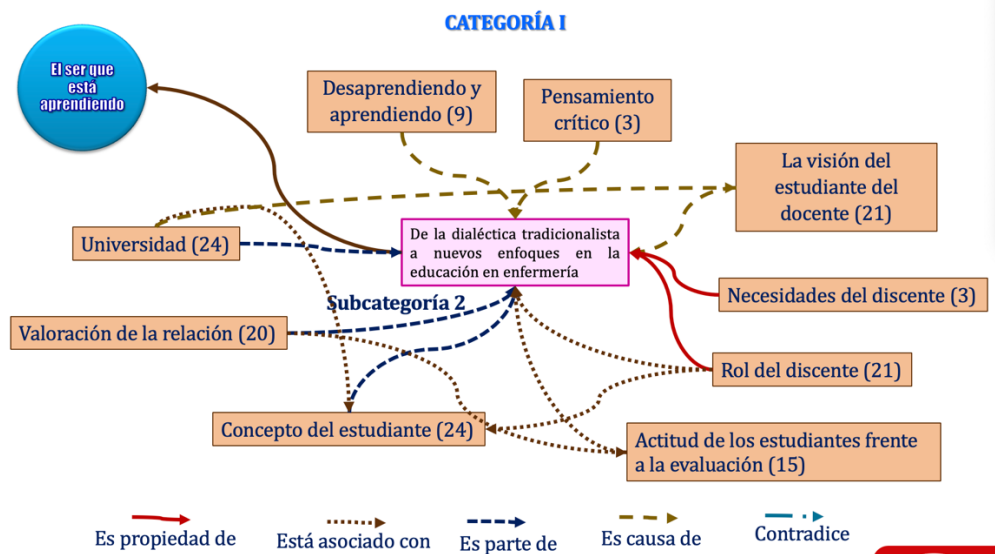 CATEGORÍA I
El ser que
está
aprendiendo
Desaprendiendo y
aprendiendo (9)
Pensamiento
crítico (3)
La visión del
estudiante del
docente (21)
Universidad (24)
De la dialéctica tradicionalista
a nuevos enfoques en la
educación en enfermería
Subcategoría 2
Necesidades del discente (3)
Valoración de la relación (20)
Rol del discente (21)
Concepto del estudiante (24)
Actitud de los estudiantes frente
a la evaluación (15)
Es propiedad de
Está asociado con
Es parte de
Es causa de
Contradice